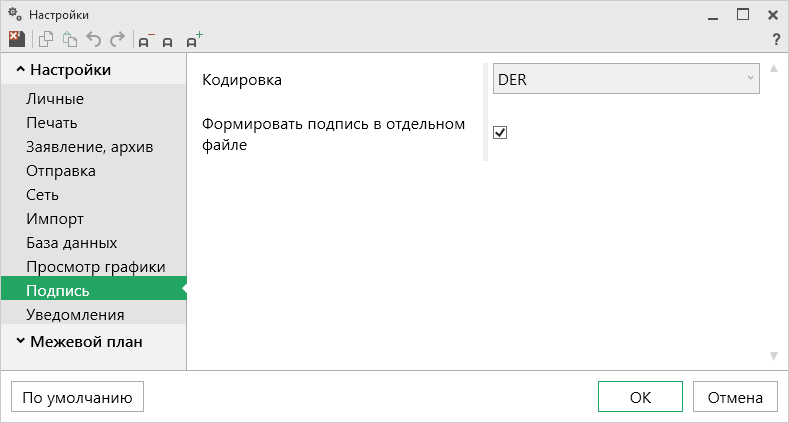 Настройки
?
Настройки
Личные
Печать
Заявление, архив
Отправка
Сеть
Импорт
База данных
Просмотр графики
Подпись
Уведомления
Межевой план
Кодировка
DER
Формировать подпись в отдельном
файле
По умолчанию
OK
Отмена